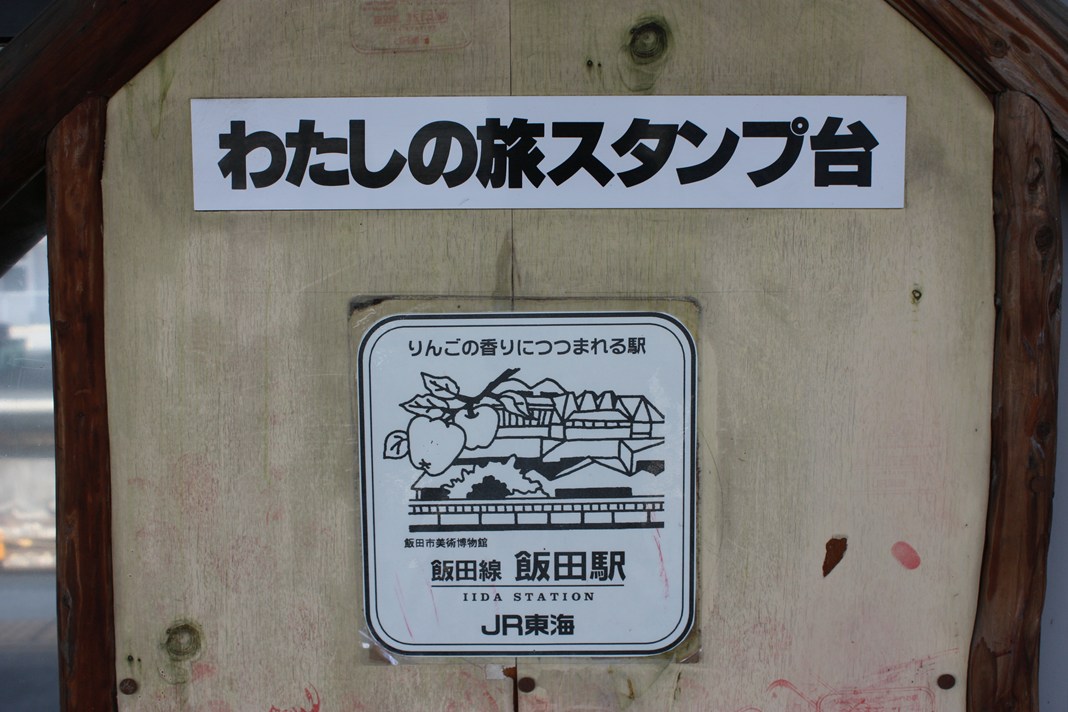 わたしの旅スタンプ台
りんごの香りにつつまれる駅
飯田市美術博物館
飯田線 飯田駅
IIDA STATION
JR東海